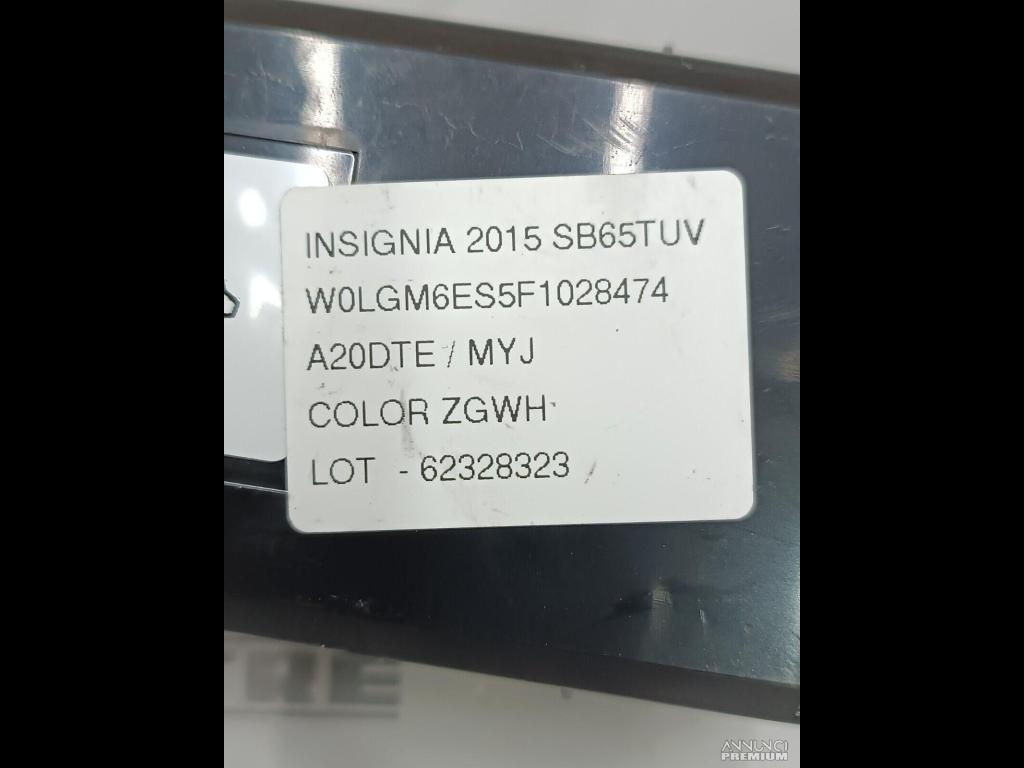 INSIGNIA 2015 SB65TUV
W0LGM6ES5F1028474
A20DTE / MYJ
COLOR ZGWH
LOT - 62328323
ANNUNCI
PREMIUM